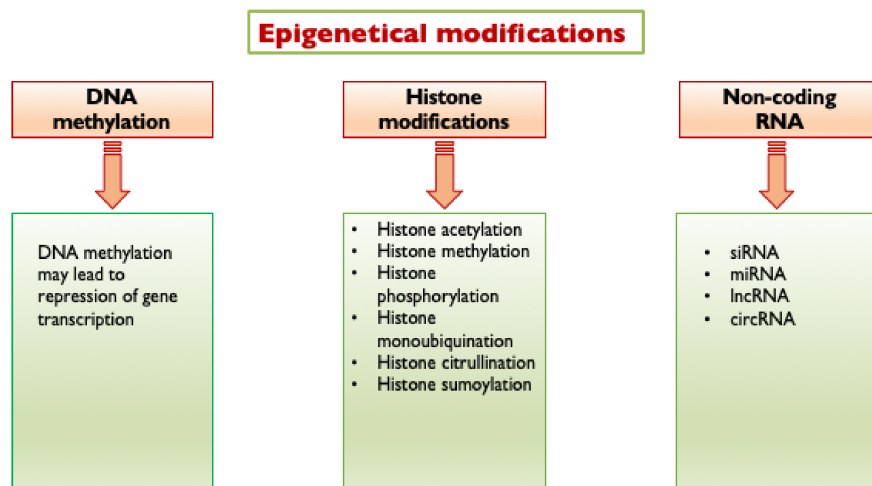 Epigenetical modifications
DNA
methylation
Histone
modifications
Non-coding
RNA
DNA methylation
may lead to
repression of gene
transcription
• Histone acetylation
• Histone methylation
• Histone
phosphorylation
• Histone
monoubiquination
• Histone citrullination
• Histone sumoylation
• siRNA
• miRNA
• lncRNA
• circRNA